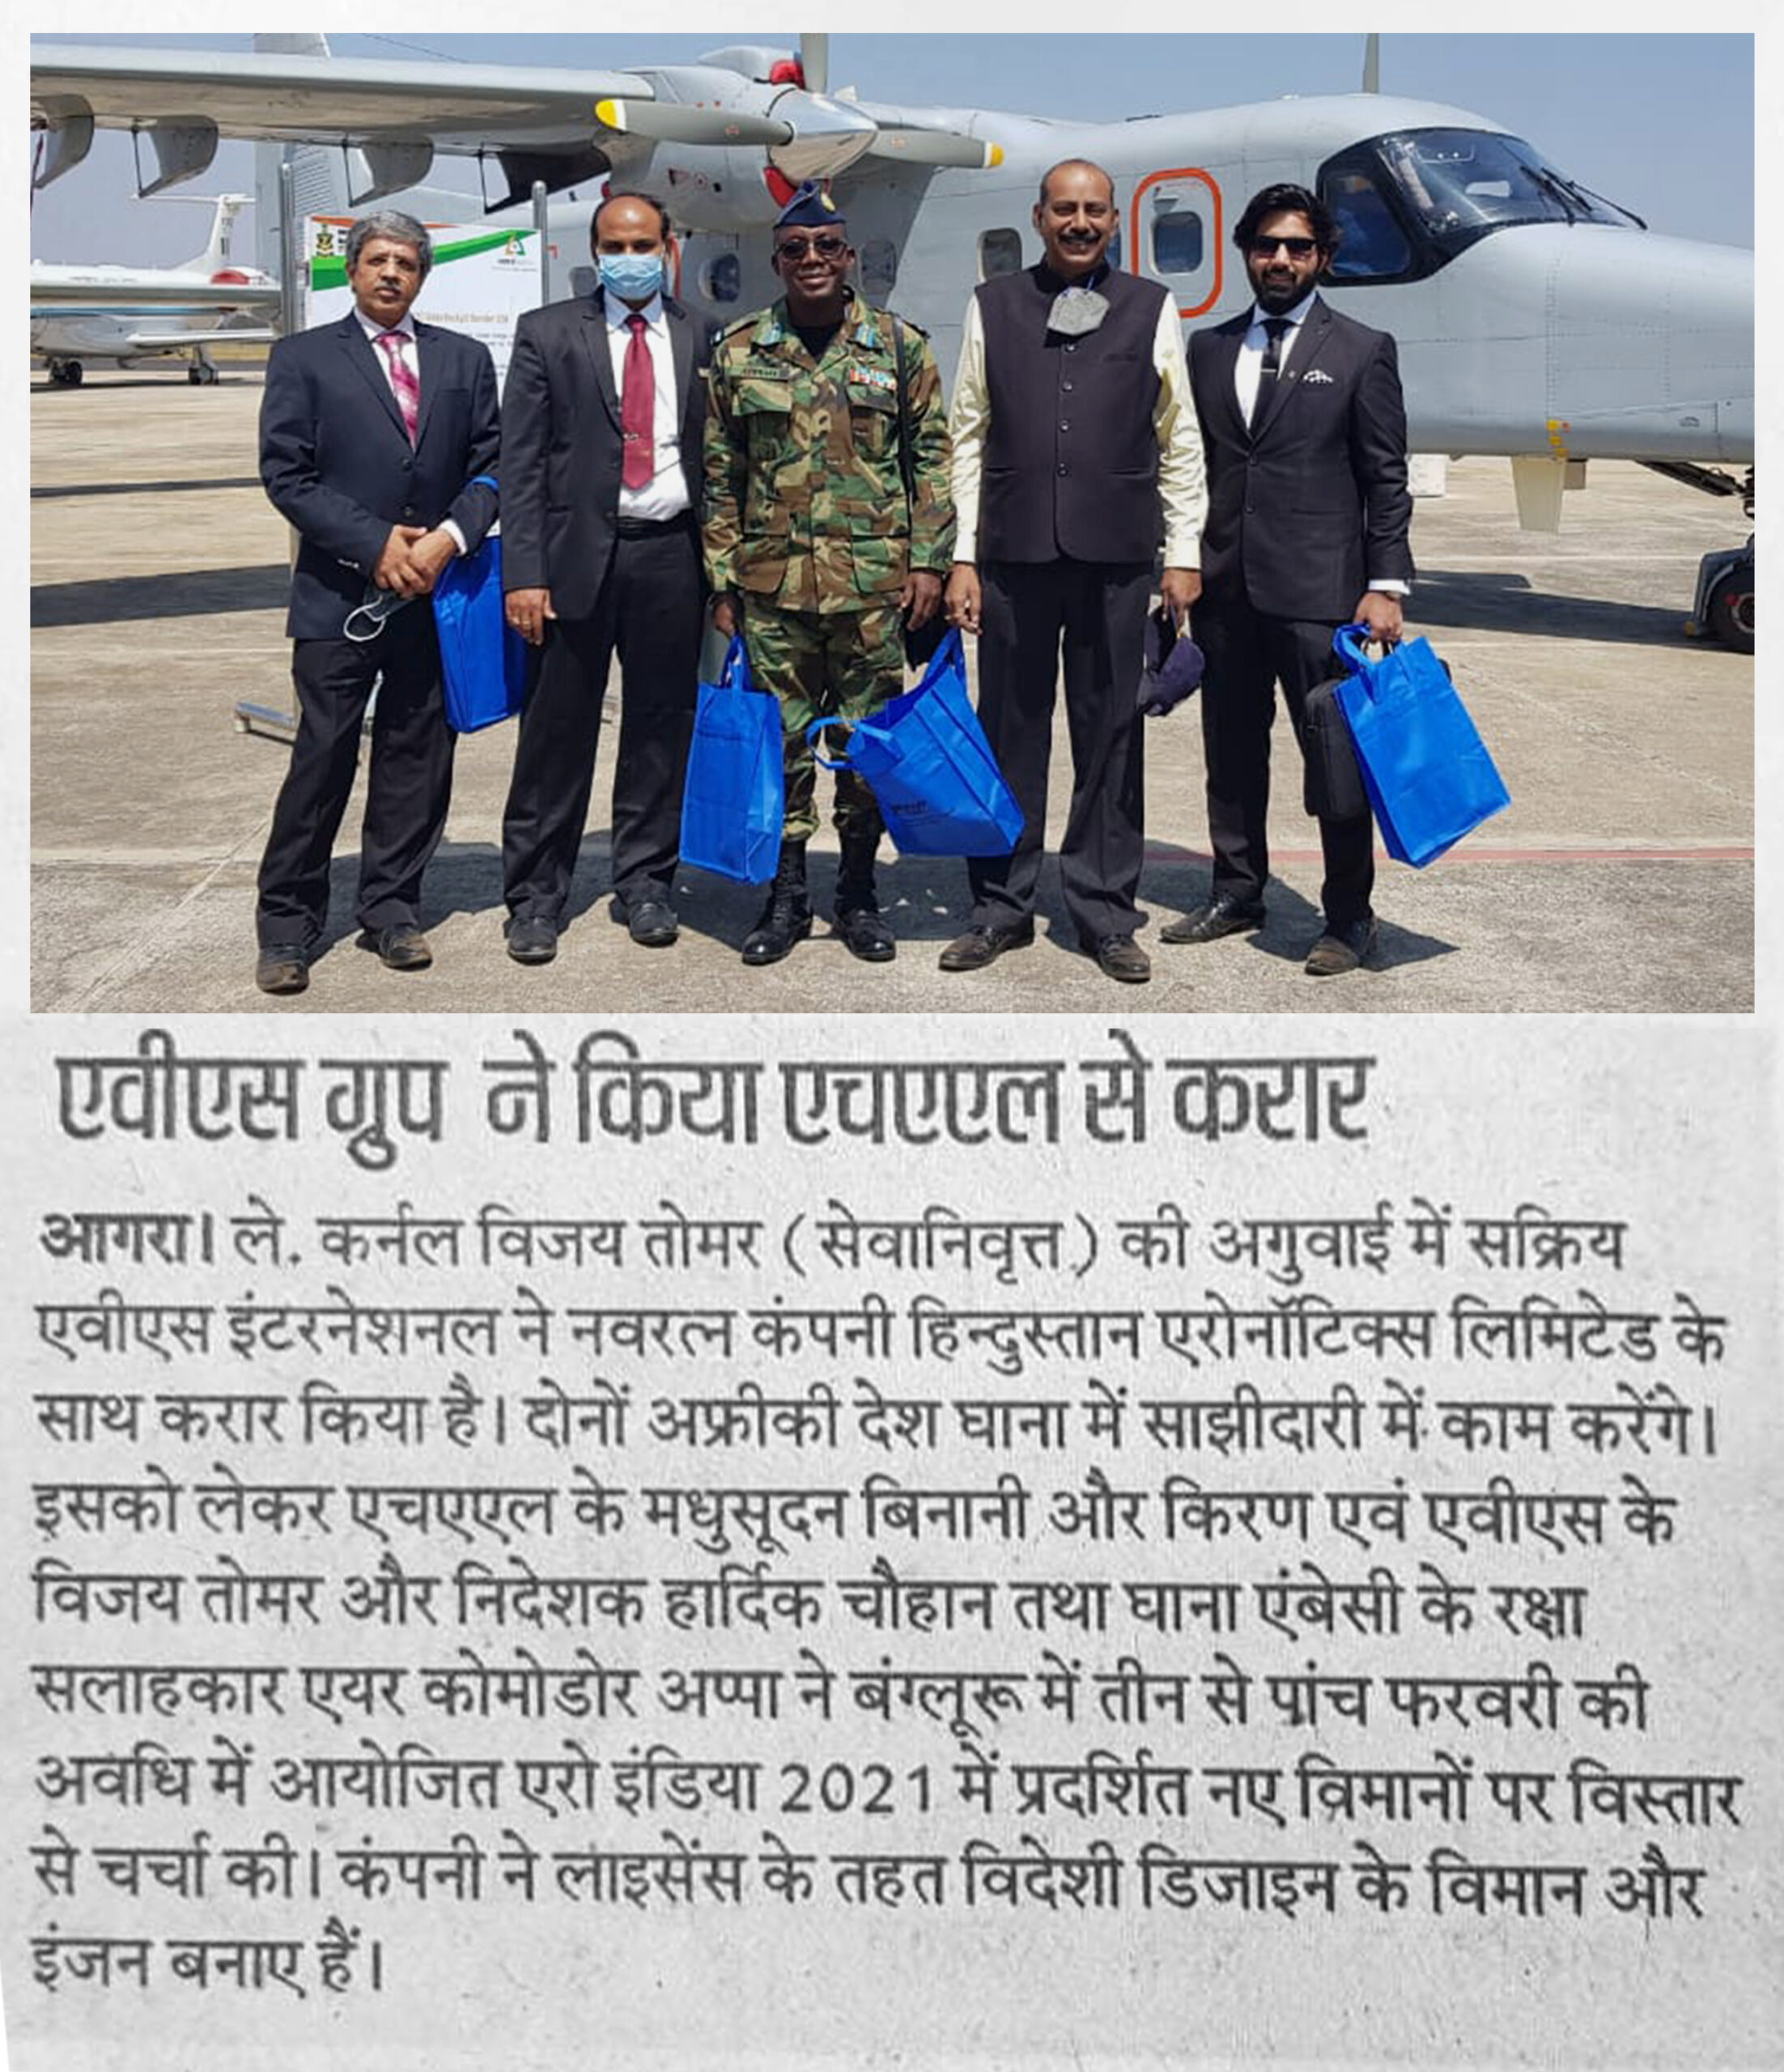 एवीएस ग्रुप ने किया एचएएल से करार
आगरा। ले. कर्नल विजय तोमर (सेवानिवृत्त) की अगुवाई में सक्रिय
एवीएस इंटरनेशनल ने नवरत्न कंपनी हिन्दुस्तान एरोनॉटिक्स लिमिटेड के
साथ करार किया है। दोनों अफ्रीकी देश घाना में साझीदारी में काम करेंगे।
इसको लेकर एचएएल के मधुसूदन बिनानी और किरण एवं एवीएस के
विजय तोमर और निदेशक हार्दिक चौहान तथा घाना एंबेसी के रक्षा
सलाहकार एयर कोमोडोर अप्पा ने बंग्लूरू में तीन से पांच फरवरी की
अवधि में आयोजित एरो इंडिया 2021 में प्रदर्शित नए विमानों पर विस्तार
से चर्चा की। कंपनी ने लाइसेंस के तहत विदेशी डिजाइन के विमान और
इंजन बनाए हैं।